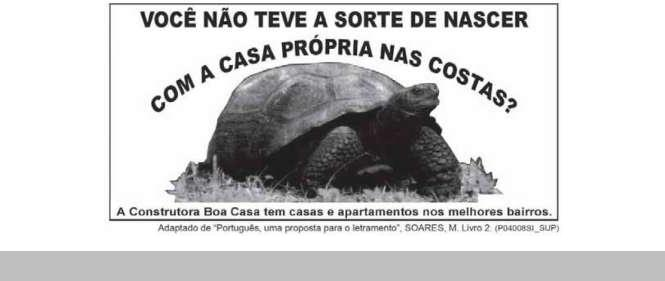 VOCÊ NÃO TEVE A SORTE DE NASCER
COM A CASA PRÓPRIA NAS COSTAS?
A Construtora Boa Casa tem casas e apartamentos nos melhores bairros.
Adaptado de "Português, uma proposta para o letramento", SOARES, M. Livro 2. (P04008SI_SUP)